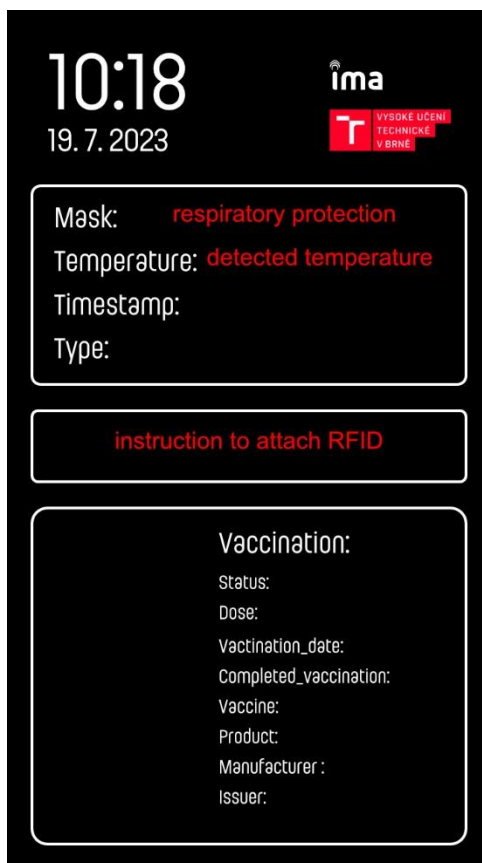 10:18
19. 7. 2023
ima
VYSOKÉ UČENÍ
TECHNICKÉ
V BRNĚ
Mask: respiratory protection
Temperature: detected temperature
Timestamp:
Type:
instruction to attach RFID
Vaccination:
Status:
Dose:
Vactination_date:
Completed_vaccination:
Vaccine:
Product:
Manufacturer :
Issuer: